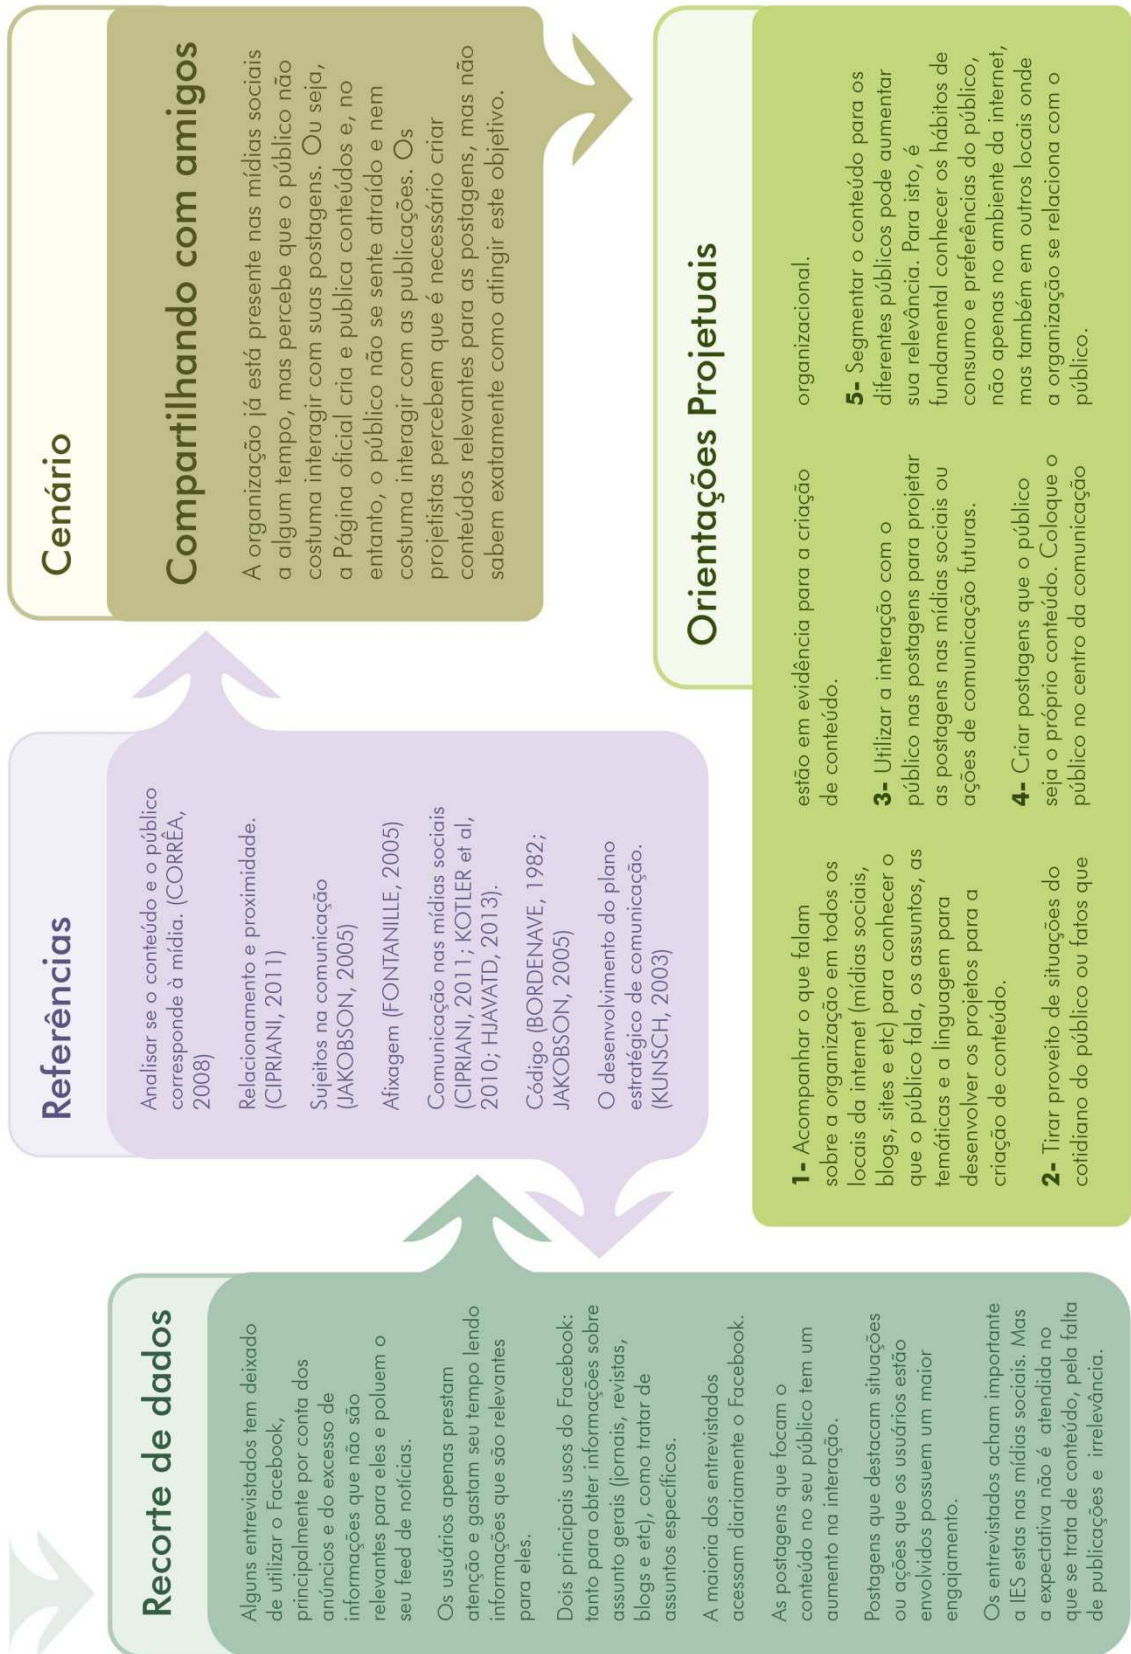 Recorte de dados
Alguns entrevistados tem deixado
de utilizar o Facebook,
principalmente por conta dos
anúncios e do excesso de
informações que não são
relevantes para eles e poluem o
seu feed de notícias.
Os usuários apenas prestam
atenção e gastam seu tempo lendo
informações que são relevantes
para eles.
Dois principais usos do Facebook:
tanto para obter informações sobre
assunto gerais (jornais, revistas,
blogs e etc), como tratar de
assuntos específicos.
A maioria dos entrevistados
acessam diariamente o Facebook.
As postagens que focam o
conteúdo no seu público tem um
aumento na interação.
Postagens que destacam situações
ou ações que os usuários estão
envolvidos possuem um maior
engajamento.
Os entrevistados acham importante
a IES estas nas mídias sociais. Mas
a expectativa não é atendida no
que se trata de conteúdo, pela falta
de publicações e irrelevância.
Referências
Analisar se o conteúdo e o público
corresponde à mídia. (CORRÊA,
2008)
Relacionamento e proximidade.
(CIPRIANI, 2011)
Sujeitos na comunicação
(JAKOBSON, 2005)
Afixagem (FONTANILLE, 2005)
Comunicação nas mídias sociais
(CIPRIANI, 2011; KOTLER et al,
2010; HJAVATD, 2013).
Código (BORDENAVE, 1982;
JAKOBSON, 2005)
O desenvolvimento do plano
estratégico de comunicação.
(KUNSCH, 2003)
Cenário
Compartilhando com amigos
A organização já está presente nas mídias sociais
a algum tempo, mas percebe que o público não
costuma interagir com suas postagens. Ou seja,
a Página oficial cria e publica conteúdos e, no
entanto, o público não se sente atraído e nem
costuma interagir com as publicações. Os
projetistas percebem que é necessário criar
conteúdos relevantes para as postagens, mas não
sabem exatamente como atingir este objetivo.
Orientações Projetuais
1- Acompanhar o que falam
sobre a organização em todos os
locais da internet (mídias sociais,
blogs, sites e etc) para conhecer o
que o público fala, os assuntos, as
temáticas e a linguagem para
desenvolver os projetos para a
criação de conteúdo.
2- Tirar proveito de situações do
cotidiano do público ou fatos que
estão em evidência para a criação
de conteúdo.
3- Utilizar a interação com o
público nas postagens para projetar
as postagens nas mídias sociais ou
ações de comunicação futuras.
4- Criar postagens que o público
seja o próprio conteúdo. Coloque o
público no centro da comunicação
organizacional.
5- Segmentar o conteúdo para os
diferentes públicos pode aumentar
sua relevância. Para isto, é
fundamental conhecer os hábitos de
consumo e preferências do público,
não apenas no ambiente da internet,
mas também em outros locais onde
a organização se relaciona com o
público.